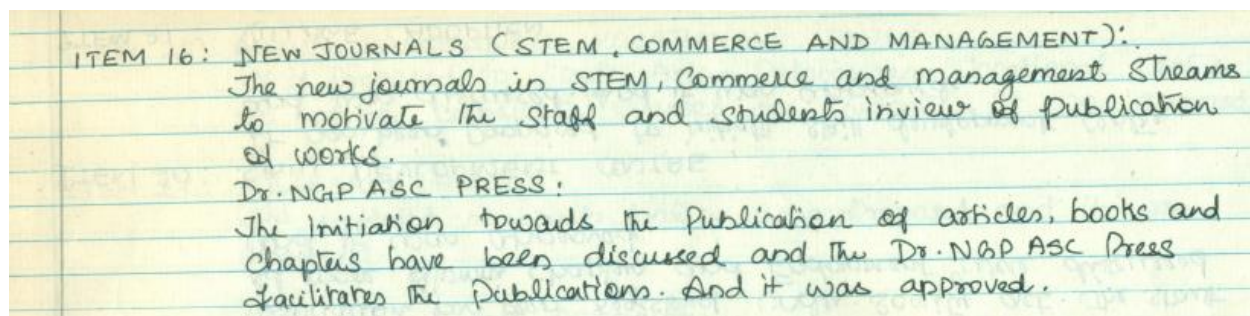 ITEM 16: NEW JOURNALS (STEM, COMMERCE AND MANAGEMENT):
The new journals in STEM, Commerce and management Streams
to motivate the staff and students inview of publication
of works.
Dr. NGP ASC PRESS:
The Initiation towards the Publication of articles, books and
chapters have been discussed and the Dr. NGP ASC Press
facilitates the publications. And it was approved.